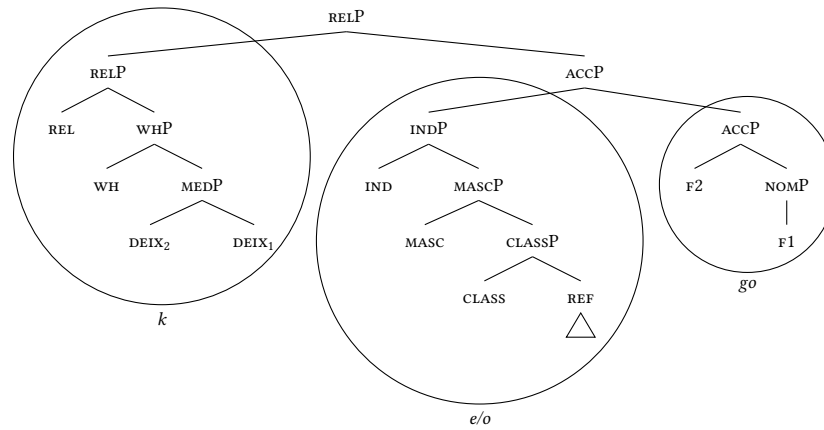 RELP
RELP ACCP
REL WHP INDP ACCP
WH MEDP IND MASCP F2 NOMP
DEIX₂ DEIX₁ MASC CLASSP F1
go
CLASS REF
k
e/o